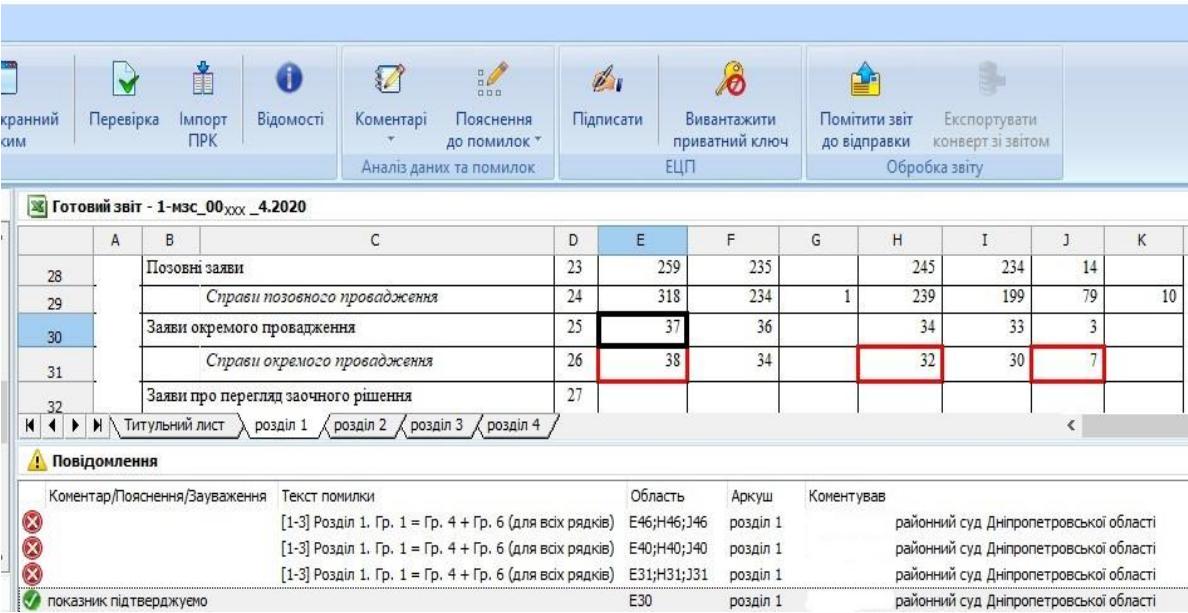 кранний
ким
Перевірка
Імпорт
ПРК
Відомості
Коментарі
Пояснення
до помилок
Підписати
Вивантажити
приватний ключ
Помітити звіт
до відправки
Експортувати
конверт зі звітом
Аналіз даних та помилок
ЕЦП
Обробка звіту
Готовий звіт - 1-мзс_00xxx _4.2020
A B C D E F G H I J K
28 Позовні заяви 23 259 235 245 234 14
29 Справи позовного провадження 24 318 234 1 239 199 79 10
30 Заяви окремого провадження 25 37 36 34 33 3
31 Справи окремого провадження 26 38 34 32 30 7
32 Заяви про перегляд заочного рішення 27
Титульний лист розділ 1 розділ 2 розділ 3 розділ 4
Повідомлення
Коментар/Пояснення/Зауваження Текст помилки Область Аркуш Коментував
[1-3] Розділ 1. Гр. 1 = Гр. 4 + Гр. 6 (для всіх рядків) E46;H46;J46 розділ 1 районний суд Дніпропетровської області
[1-3] Розділ 1. Гр. 1 = Гр. 4 + Гр. 6 (для всіх рядків) E40;H40;J40 розділ 1 районний суд Дніпропетровської області
[1-3] Розділ 1. Гр. 1 = Гр. 4 + Гр. 6 (для всіх рядків) E31;H31;J31 розділ 1 районний суд Дніпропетровської області
показник підтверджуємо E30 розділ 1 районний суд Дніпропетровської області